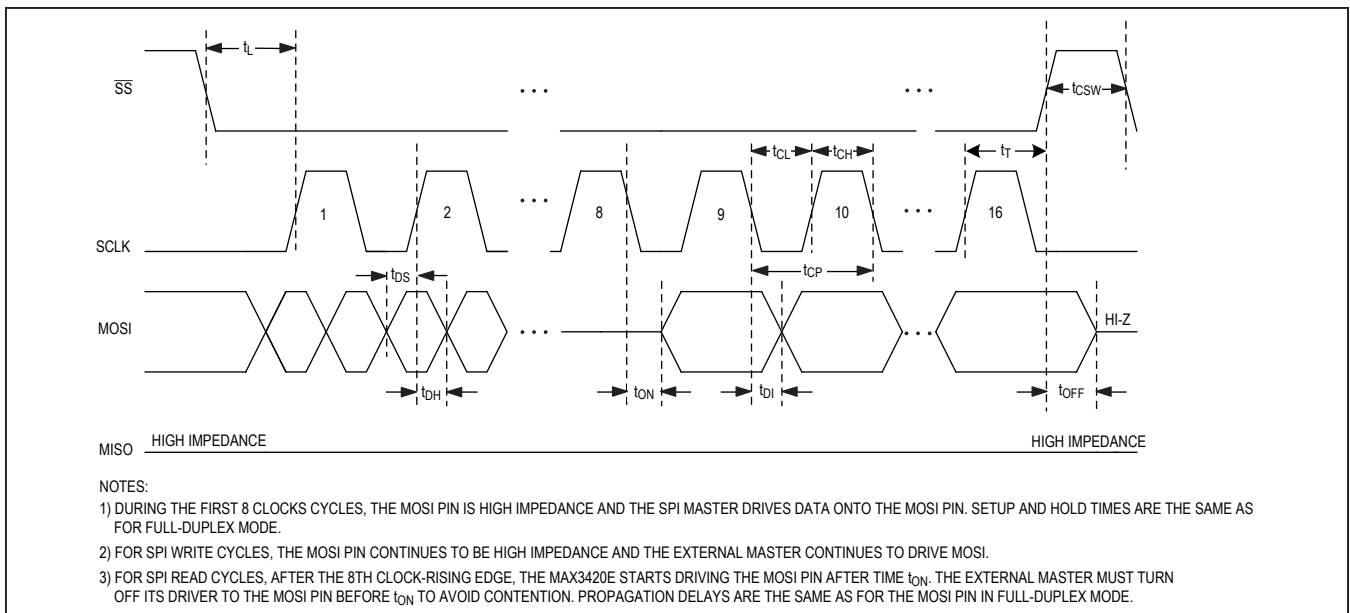 tL
SS
• • •
• • •
tCSW
tCL
tCH
tT
1
2
• • •
8
9
10
• • •
16
SCLK
tDS
tCP
MOSI
• • •
• • •
HI-Z
tDH
tON
tDI
tOFF
MISO
HIGH IMPEDANCE
HIGH IMPEDANCE
NOTES:
1) DURING THE FIRST 8 CLOCKS CYCLES, THE MOSI PIN IS HIGH IMPEDANCE AND THE SPI MASTER DRIVES DATA ONTO THE MOSI PIN. SETUP AND HOLD TIMES ARE THE SAME AS
FOR FULL-DUPLEX MODE.
2) FOR SPI WRITE CYCLES, THE MOSI PIN CONTINUES TO BE HIGH IMPEDANCE AND THE EXTERNAL MASTER CONTINUES TO DRIVE MOSI.
3) FOR SPI READ CYCLES, AFTER THE 8TH CLOCK-RISING EDGE, THE MAX3420E STARTS DRIVING THE MOSI PIN AFTER TIME tON. THE EXTERNAL MASTER MUST TURN
OFF ITS DRIVER TO THE MOSI PIN BEFORE tON TO AVOID CONTENTION. PROPAGATION DELAYS ARE THE SAME AS FOR THE MOSI PIN IN FULL-DUPLEX MODE.